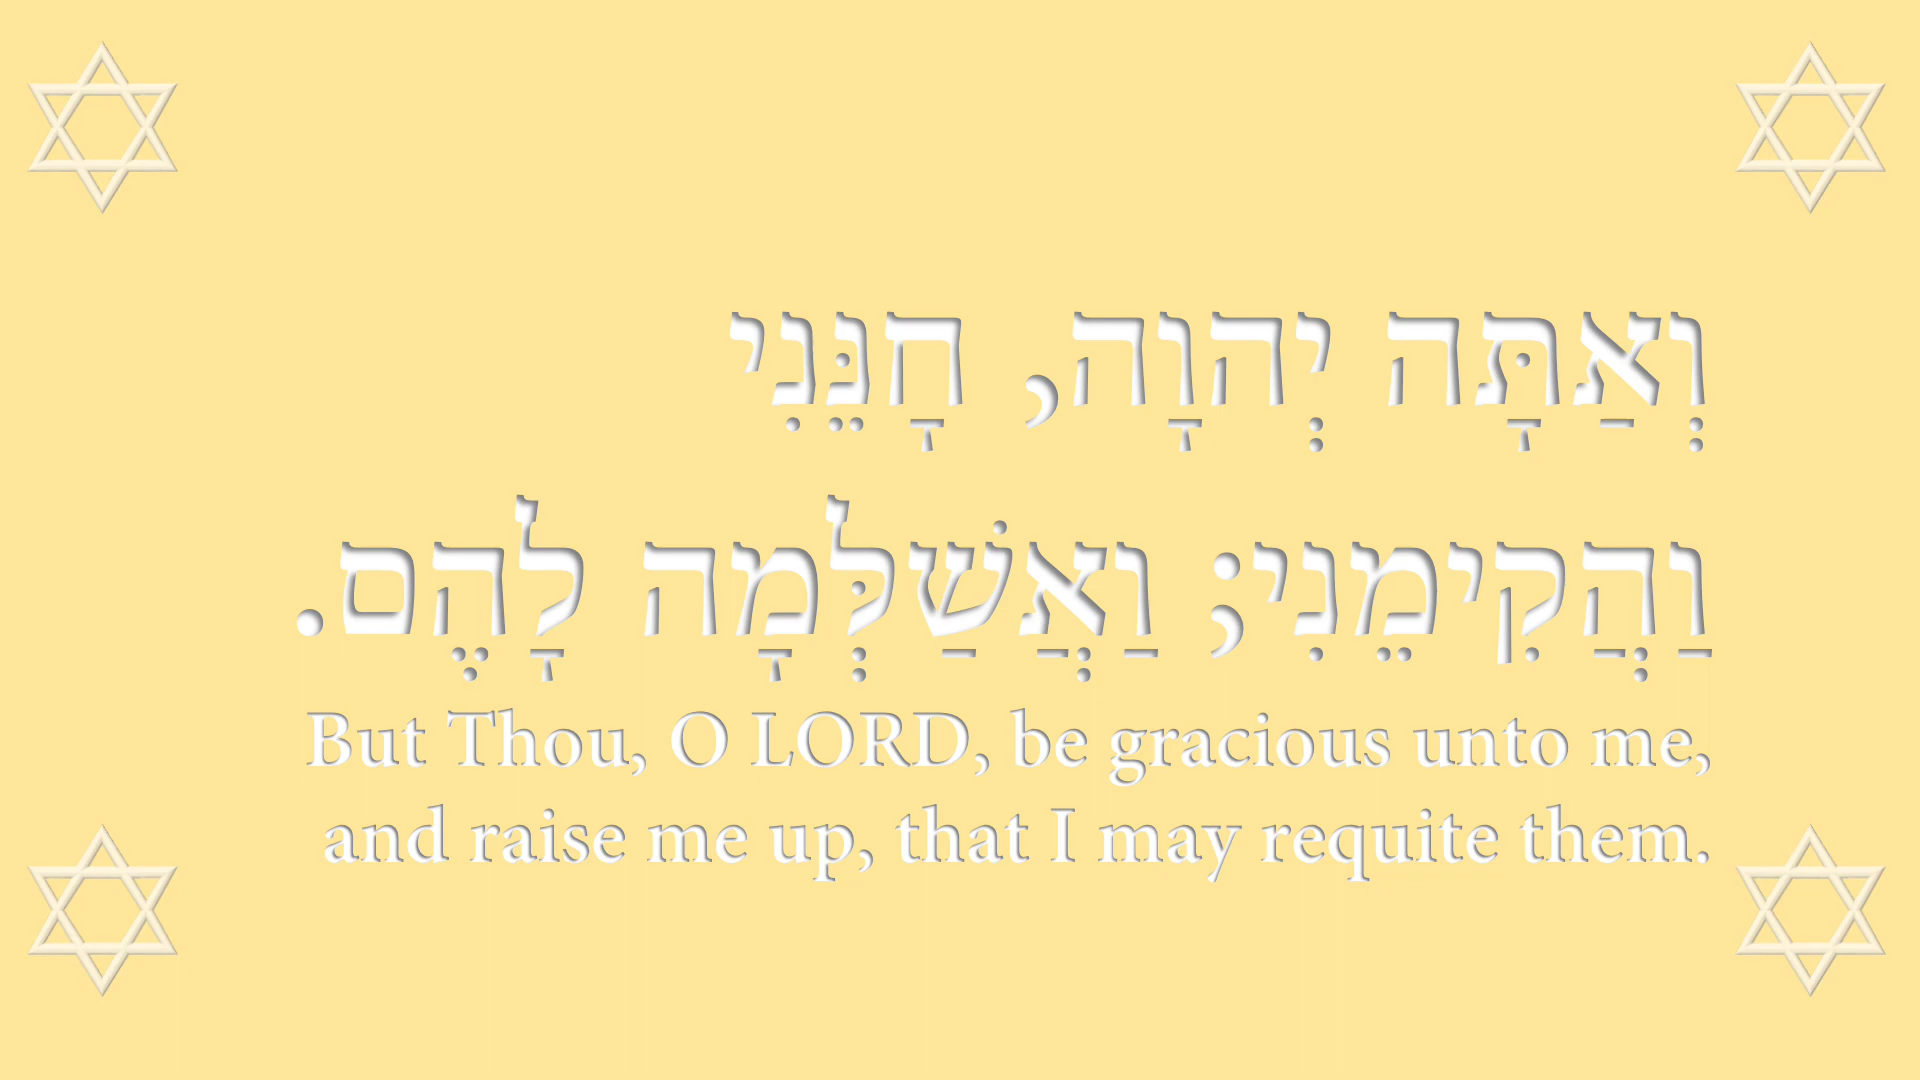 וְאַתָּה יְהוָה, חָנֵּנִי
וַהֲקִימֵנִי; וַאֲשַׁלְּמָה לָהֶם.
But Thou, O LORD, be gracious unto me,
and raise me up, that I may requite them.